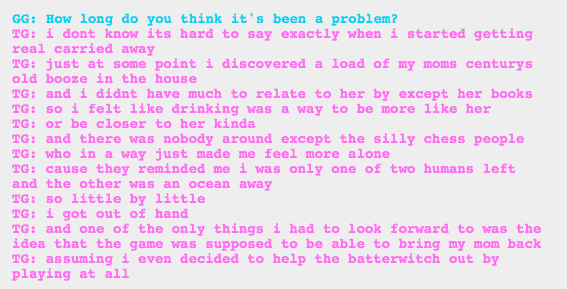 GG: How long do you think it's been a problem?
TG: i dont know its hard to say exactly when i started getting
real carried away
TG: just at some point i discovered a load of my moms centurys
old booze in the house
TG: and i didnt have much to relate to her by except her books
TG: so i felt like drinking was a way to be more like her
TG: or be closer to her kinda
TG: and there was nobody around except the silly chess people
TG: who in a way just made me feel more alone
TG: cause they reminded me i was only one of two humans left
and the other was an ocean away
TG: so little by little
TG: i got out of hand
TG: and one of the only things i had to look forward to was the
idea that the game was supposed to be able to bring my mom back
TG: assuming i even decided to help the batterwitch out by
playing at all